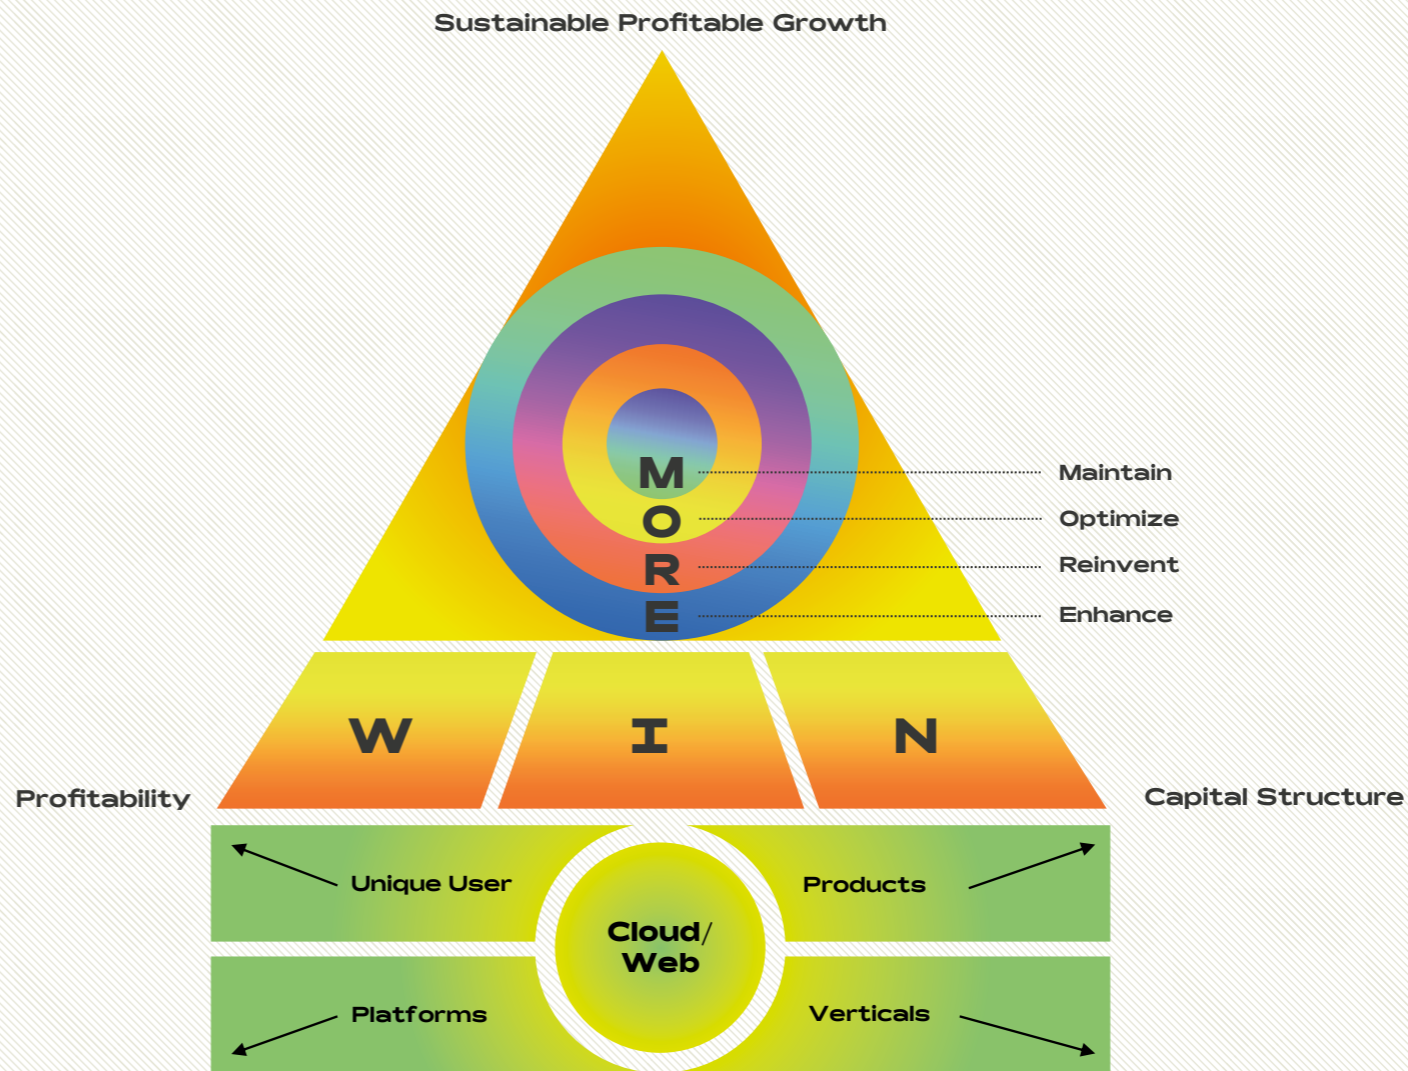 Sustainable Profitable Growth
M
Maintain
O
Optimize
R
Reinvent
E
Enhance
W I N
Profitability
Capital Structure
Unique User
Products
Cloud/
Web
Platforms
Verticals